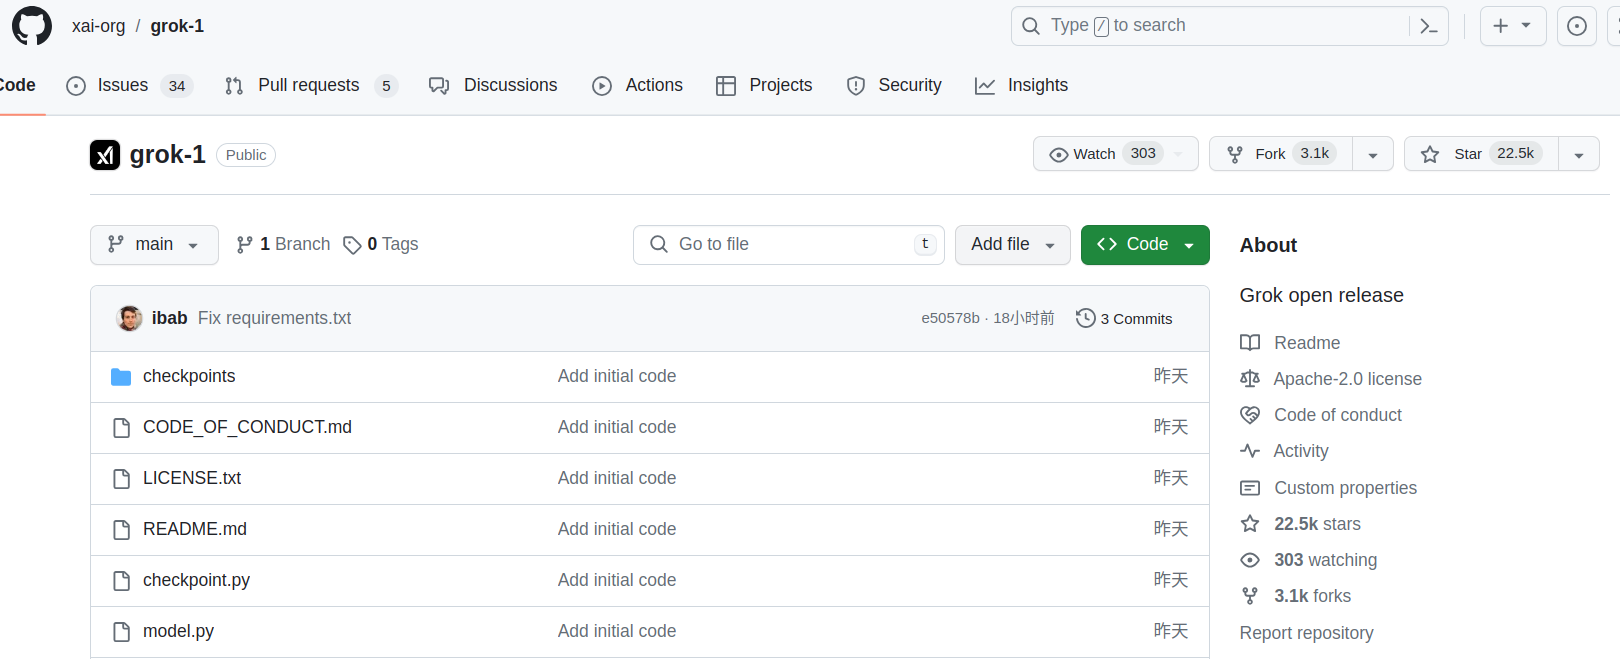 xai-org / grok-1
Type / to search
Code
Issues 34
Pull requests 5
Discussions
Actions
Projects
Security
Insights
grok-1 Public
Watch 303
Fork 3.1k
Star 22.5k
main
1 Branch
0 Tags
Go to file t
Add file
Code
ibab Fix requirements.txt
e50578b · 18小时前
3 Commits
checkpoints Add initial code 昨天
CODE_OF_CONDUCT.md Add initial code 昨天
LICENSE.txt Add initial code 昨天
README.md Add initial code 昨天
checkpoint.py Add initial code 昨天
model.py Add initial code 昨天
About
Grok open release
Readme
Apache-2.0 license
Code of conduct
Activity
Custom properties
22.5k stars
303 watching
3.1k forks
Report repository